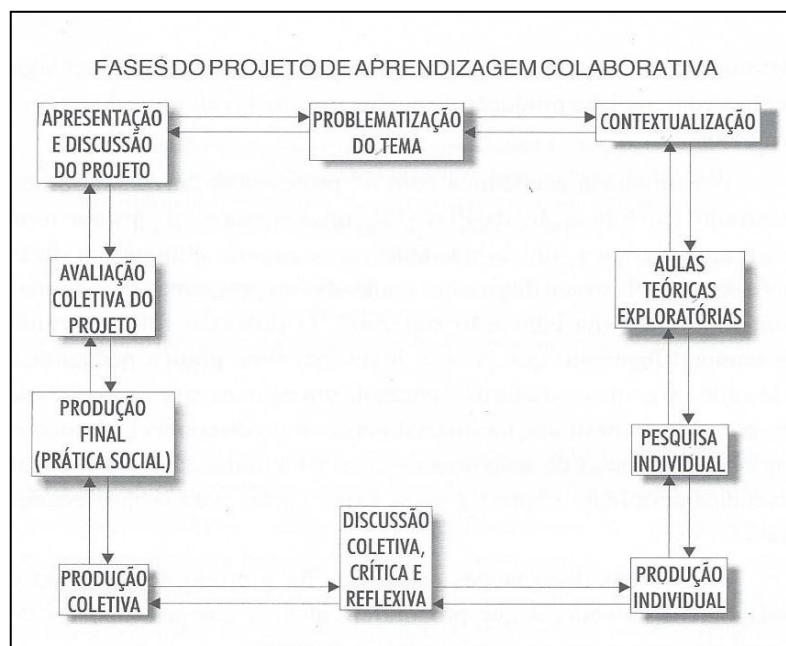 FASES DO PROJETO DE APRENDIZAGEM COLABORATIVA
APRESENTAÇÃO
E DISCUSSÃO
DO PROJETO
PROBLEMATIZAÇÃO
DO TEMA
CONTEXTUALIZAÇÃO
AVALIAÇÃO
COLETIVA DO
PROJETO
AULAS
TEÓRICAS
EXPLORATÓRIAS
PRODUÇÃO
FINAL
(PRÁTICA SOCIAL)
PESQUISA
INDIVIDUAL
PRODUÇÃO
COLETIVA
DISCUSSÃO
COLETIVA,
CRÍTICA E
REFLEXIVA
PRODUÇÃO
INDIVIDUAL